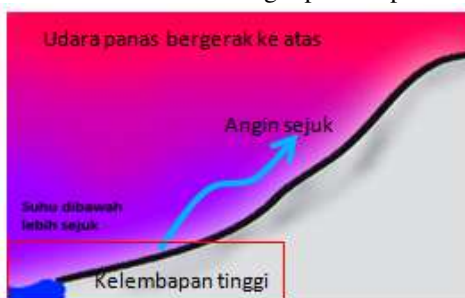 Udara panas bergerak ke atas
Angin sejuk
Suhu dibawah
lebih sejuk
Kelembapan tinggi